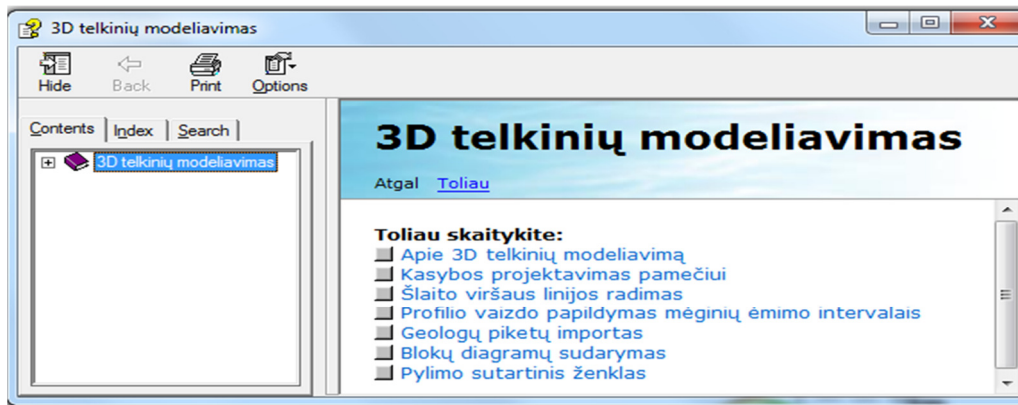 3D telkinių modeliavimas
Hide Back Print Options
Contents Index Search
3D telkinių modeliavimas
3D telkinių modeliavimas
Atgal Toliau
Toliau skaitykite:
Apie 3D telkinių modeliavimą
Kasybos projektavimas pamečiui
Šlaito viršaus linijos radimas
Profilio vaizdo papildymas mėginių ėmimo intervalais
Geologų piketų importas
Blokų diagramų sudarymas
Pylimo sutartinis ženklas